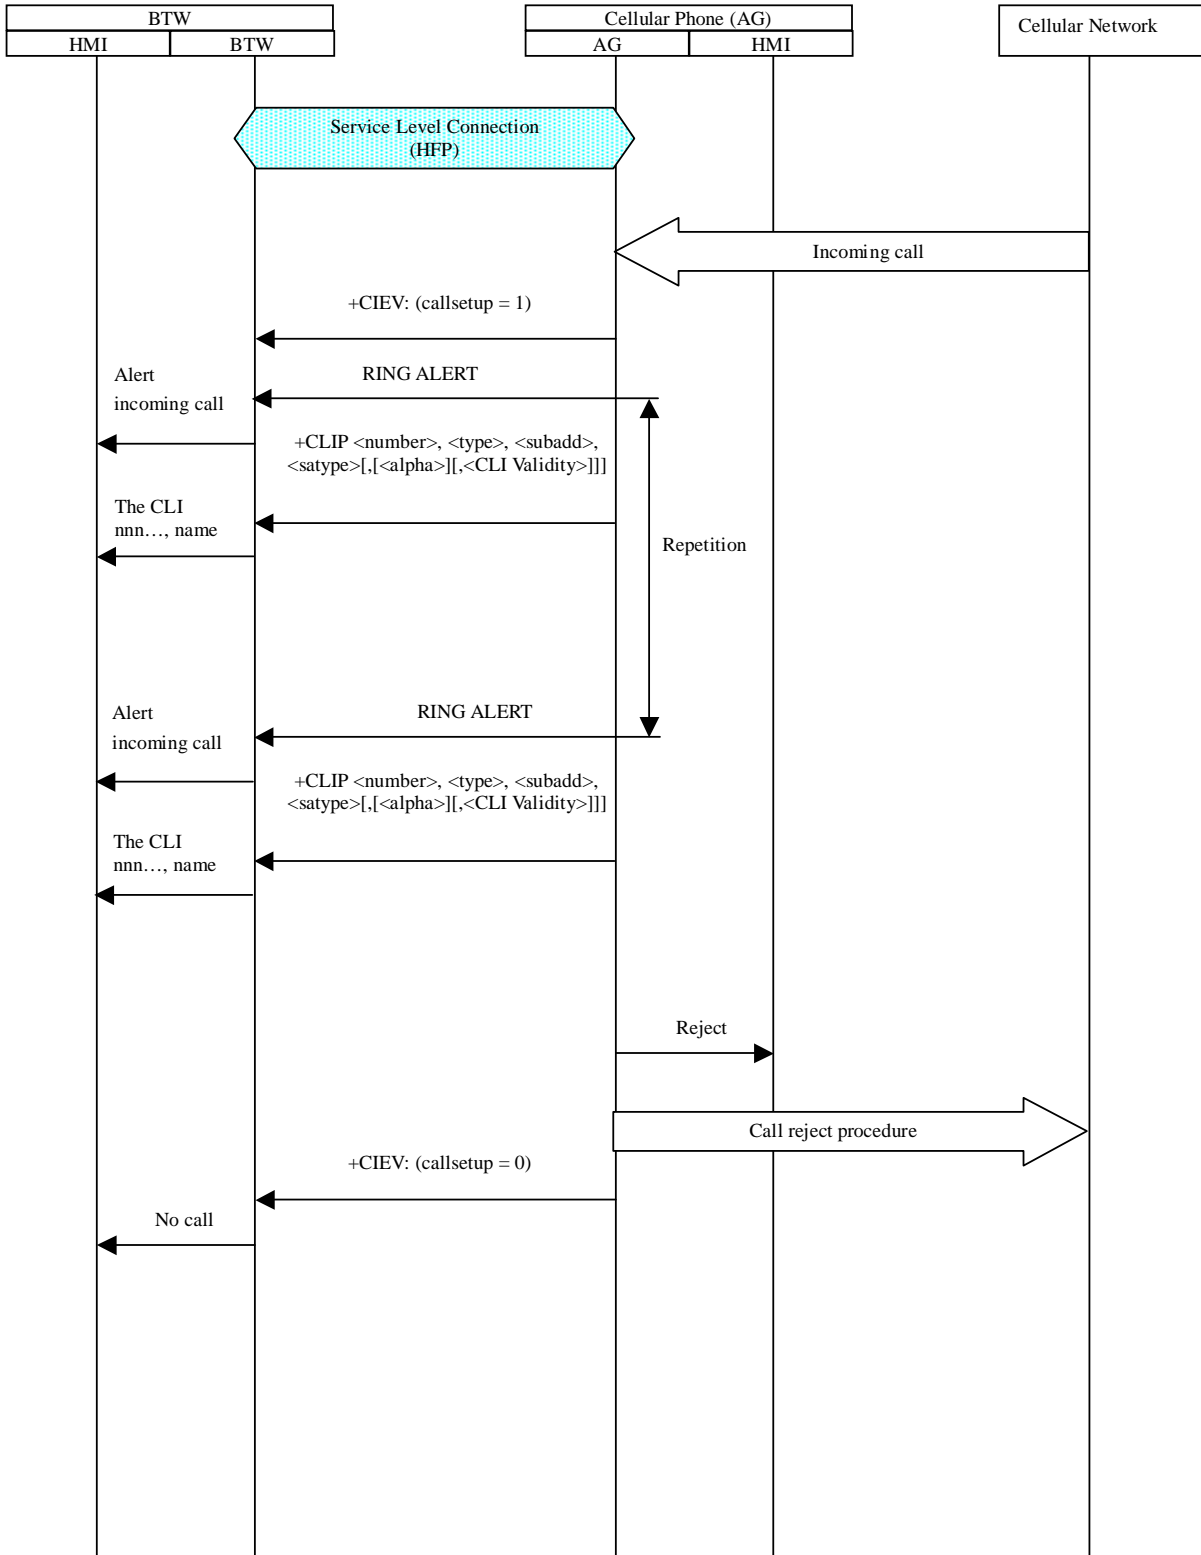 BTW
Cellular Phone (AG)
Cellular Network
HMI
BTW
AG
HMI
Service Level Connection
(HFP)
Incoming call
+CIEV: (callsetup = 1)
Alert
incoming call
RING ALERT
+CLIP <number>, <type>, <subadd>,
<satype>[,[<alpha>][,<CLI Validity>]]]
The CLI
nnn…, name
Repetition
Alert
incoming call
RING ALERT
+CLIP <number>, <type>, <subadd>,
<satype>[,[<alpha>][,<CLI Validity>]]]
The CLI
nnn…, name
Reject
Call reject procedure
+CIEV: (callsetup = 0)
No call